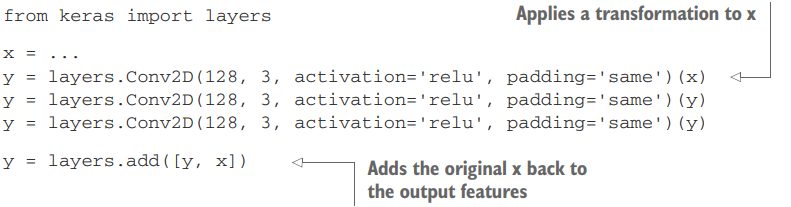 from keras import layers
Applies a transformation to x
x = ...
y = layers.Conv2D(128, 3, activation='relu', padding='same')(x)
y = layers.Conv2D(128, 3, activation='relu', padding='same')(y)
y = layers.Conv2D(128, 3, activation='relu', padding='same')(y)
y = layers.add([y, x])
Adds the original x back to
the output features